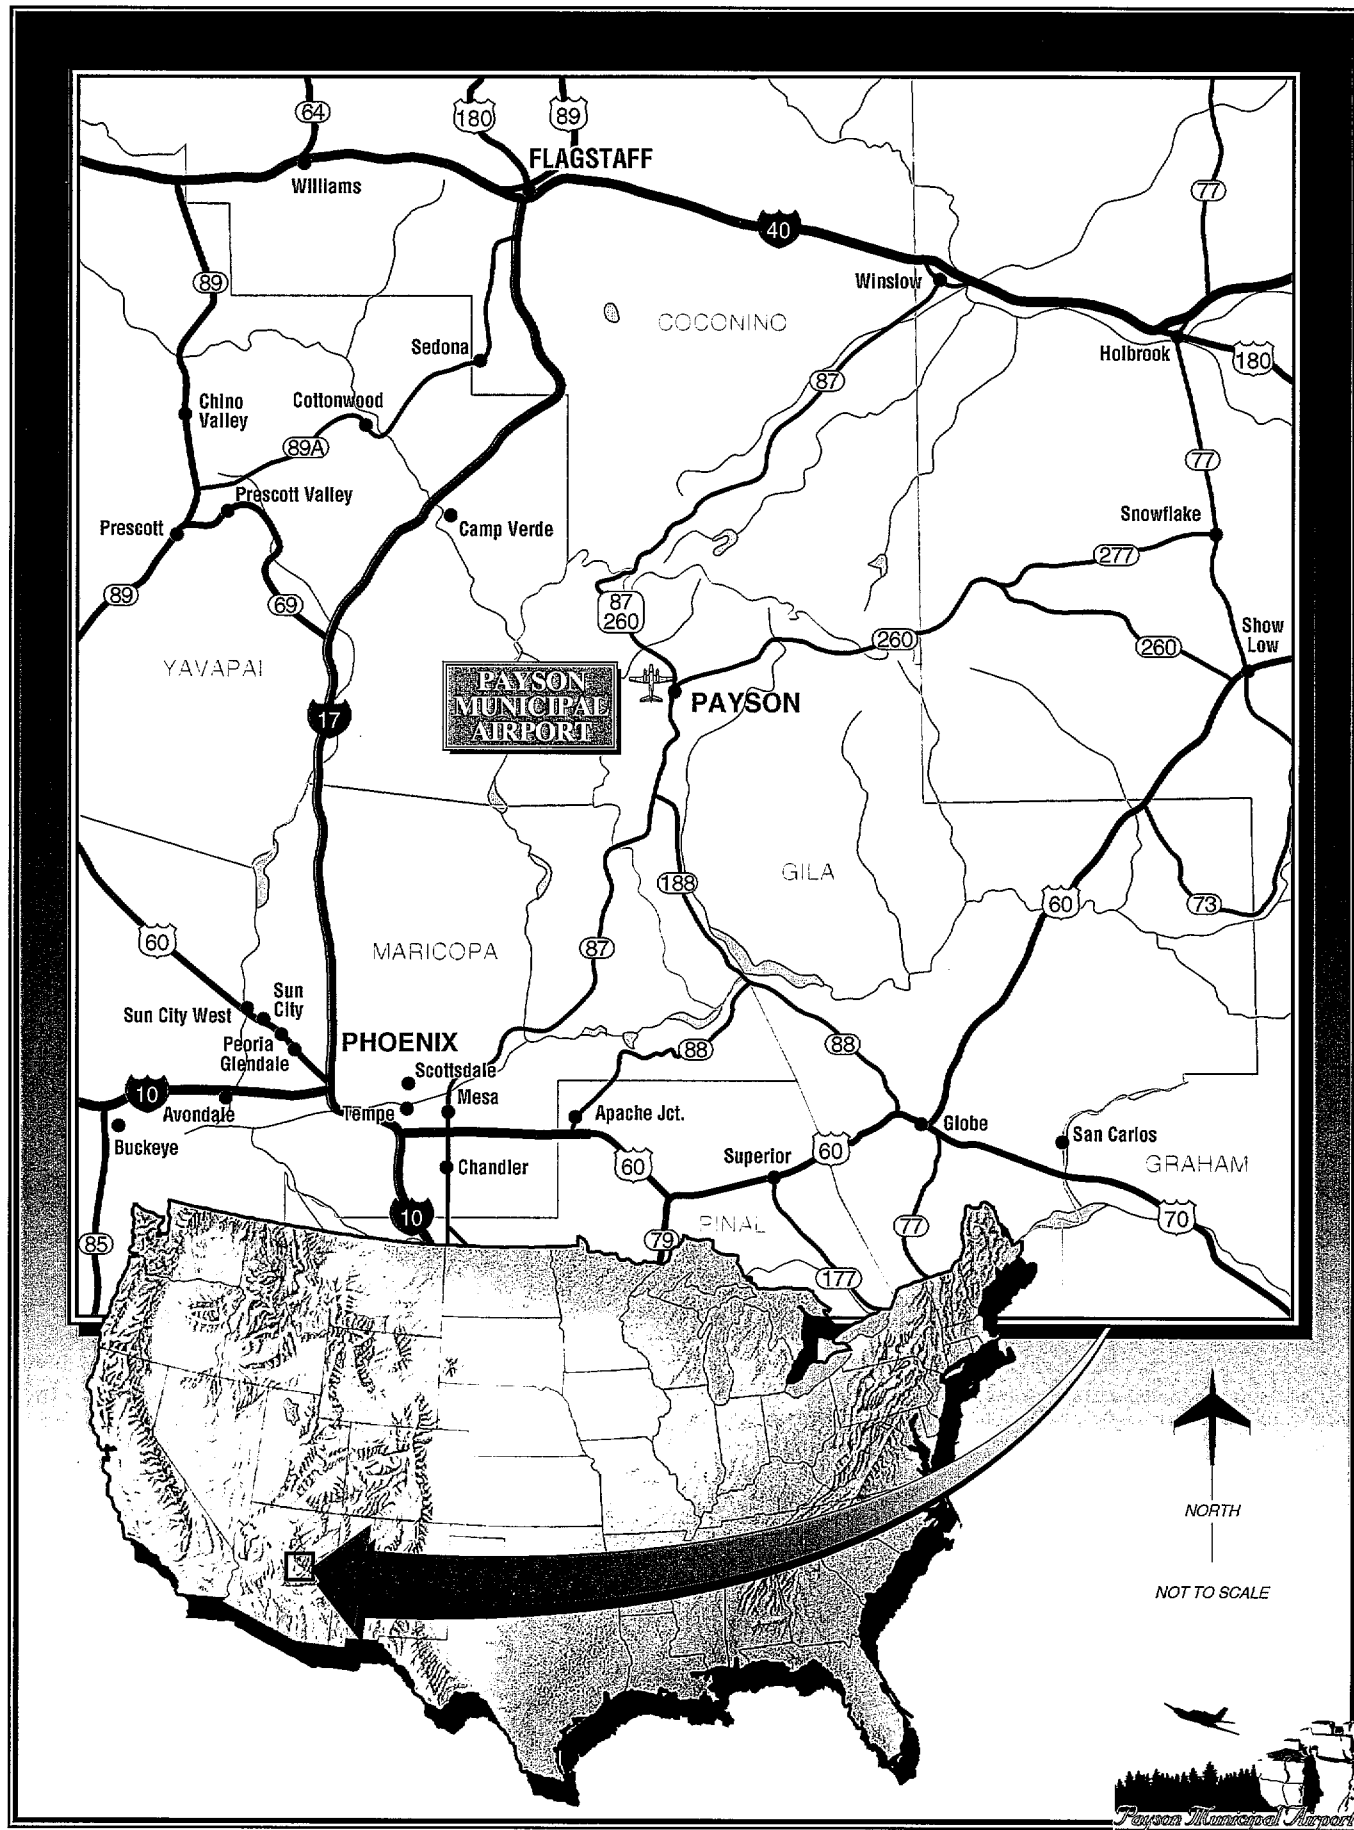 64
180
89
FLAGSTAFF
Williams
77
40
89
Winslow
COCONINO
Sedona
Holbrook
180
87
Chino
Valley
Cottonwood
89A
77
Prescott Valley
Prescott
Camp Verde
Snowflake
277
89
69
87
260
260
260
Show
Low
YAVAPAI
PAYSON
MUNICIPAL
AIRPORT
PAYSON
17
GILA
188
60
73
60
MARICOPA
87
Sun
City
Sun City West
Peoria
Glendale
PHOENIX
88
88
Scottsdale
10
Mesa
Avondale
Tempe
Apache Jct.
Globe
Buckeye
San Carlos
Chandler
60
Superior
60
GRAHAM
10
PINAL
77
70
85
79
177
NORTH
NOT TO SCALE
Payson Municipal Airport